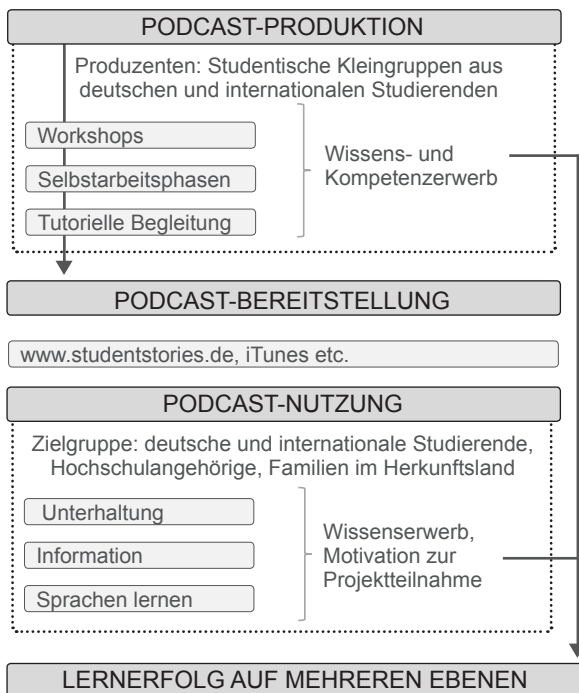 PODCAST-PRODUKTION
Produzenten: Studentische Kleingruppen aus
deutschen und internationalen Studierenden
Workshops
Selbstarbeitsphasen
Tutorielle Begleitung
Wissens- und
Kompetenzerwerb
PODCAST-BEREITSTELLUNG
www.studentstories.de, iTunes etc.
PODCAST-NUTZUNG
Zielgruppe: deutsche und internationale Studierende,
Hochschulangehörige, Familien im Herkunftsland
Unterhaltung
Information
Sprachen lernen
Wissenserwerb,
Motivation zur
Projektteilnahme
LERNERFOLG AUF MEHREREN EBENEN